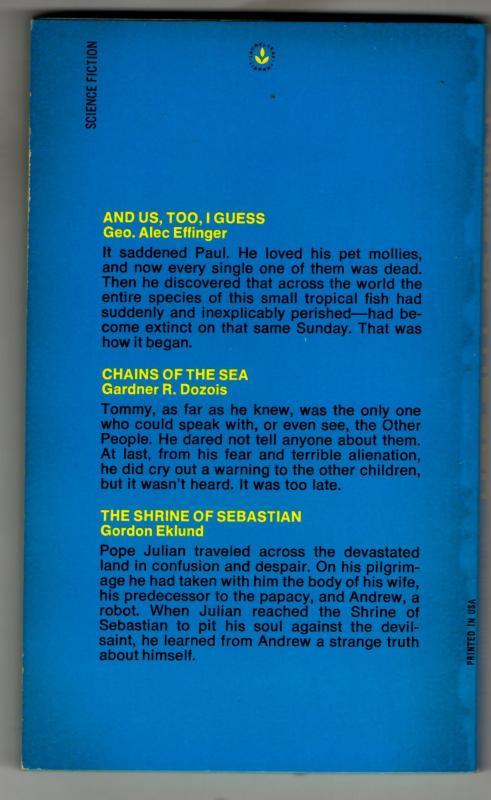 SCIENCE FICTION
AND US, TOO, I GUESS
Geo. Alec Effinger
It saddened Paul. He loved his pet mollies,
and now every single one of them was dead.
Then he discovered that across the world the
entire species of this small tropical fish had
suddenly and inexplicably perished—had be-
come extinct on that same Sunday. That was
how it began.
CHAINS OF THE SEA
Gardner R. Dozois
Tommy, as far as he knew, was the only one
who could speak with, or even see, the Other
People. He dared not tell anyone about them.
At last, from his fear and terrible alienation,
he did cry out a warning to the other children,
but it wasn't heard. It was too late.
THE SHRINE OF SEBASTIAN
Gordon Eklund
Pope Julian traveled across the devastated
land in confusion and despair. On his pilgrim-
age he had taken with him the body of his wife,
his predecessor to the papacy, and Andrew, a
robot. When Julian reached the Shrine of
Sebastian to pit his soul against the devil-
saint, he learned from Andrew a strange truth
about himself.
PRINTED IN USA